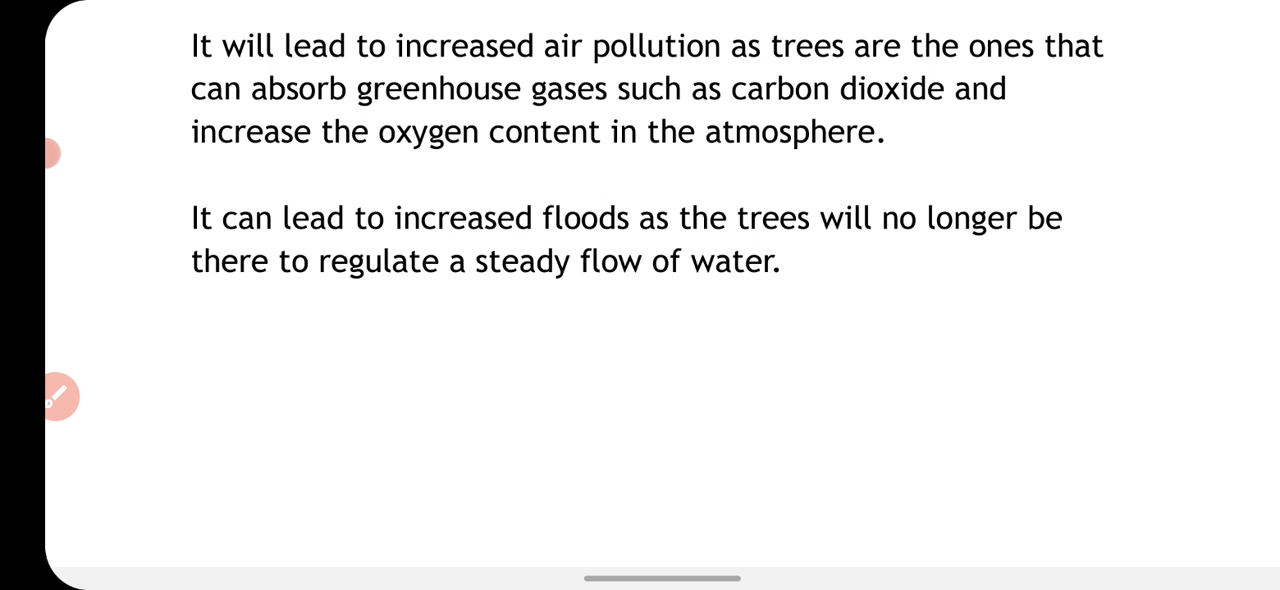 It will lead to increased air pollution as trees are the ones that
can absorb greenhouse gases such as carbon dioxide and
increase the oxygen content in the atmosphere.
It can lead to increased floods as the trees will no longer be
there to regulate a steady flow of water.